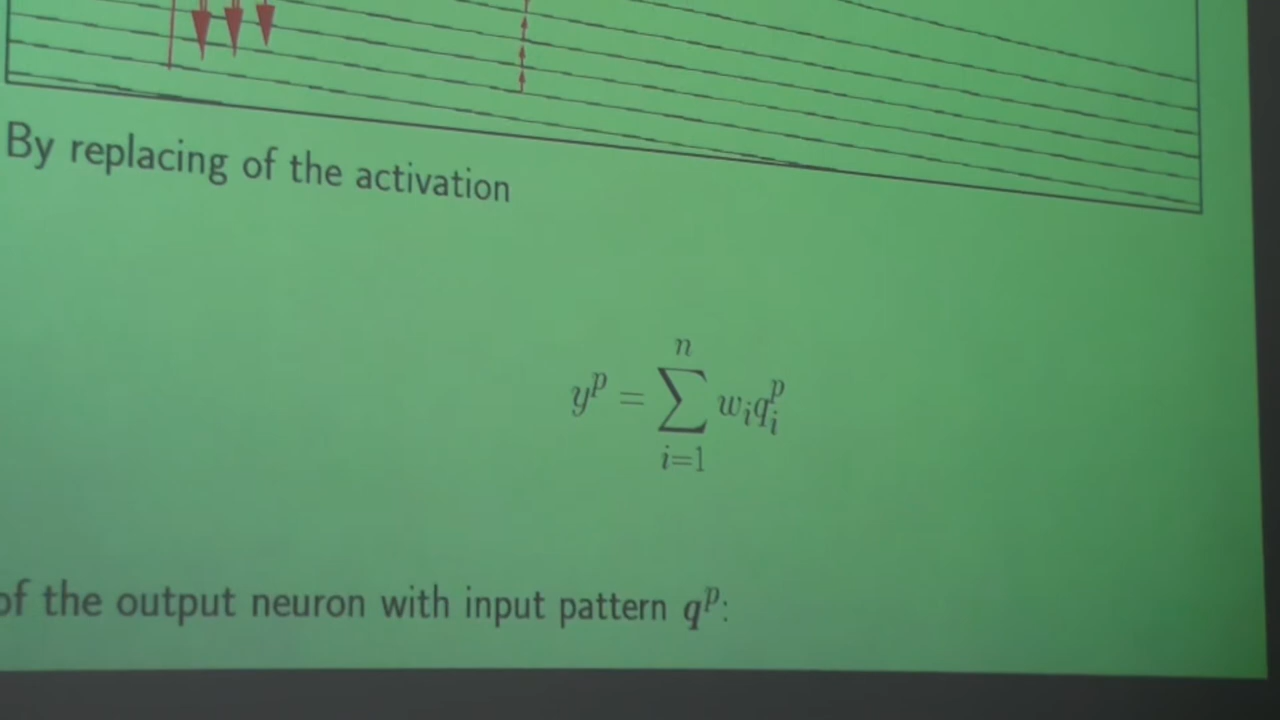 By replacing of the activation
y^p = \sum_{i=1}^{n} w_i q_i^p
of the output neuron with input pattern q^p: